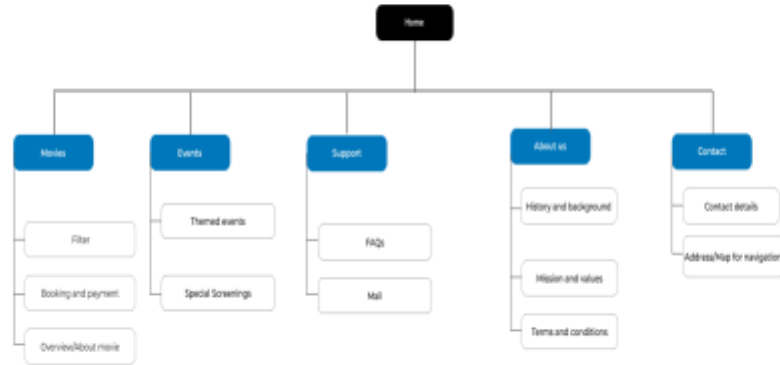 Home
Movies
Events
Support
About us
Contact
Filter
Booking and payment
Overview/About movie
Themed events
Special Screenings
FAQs
Mail
History and background
Mission and values
Terms and conditions
Contact details
Address/Map for navigation